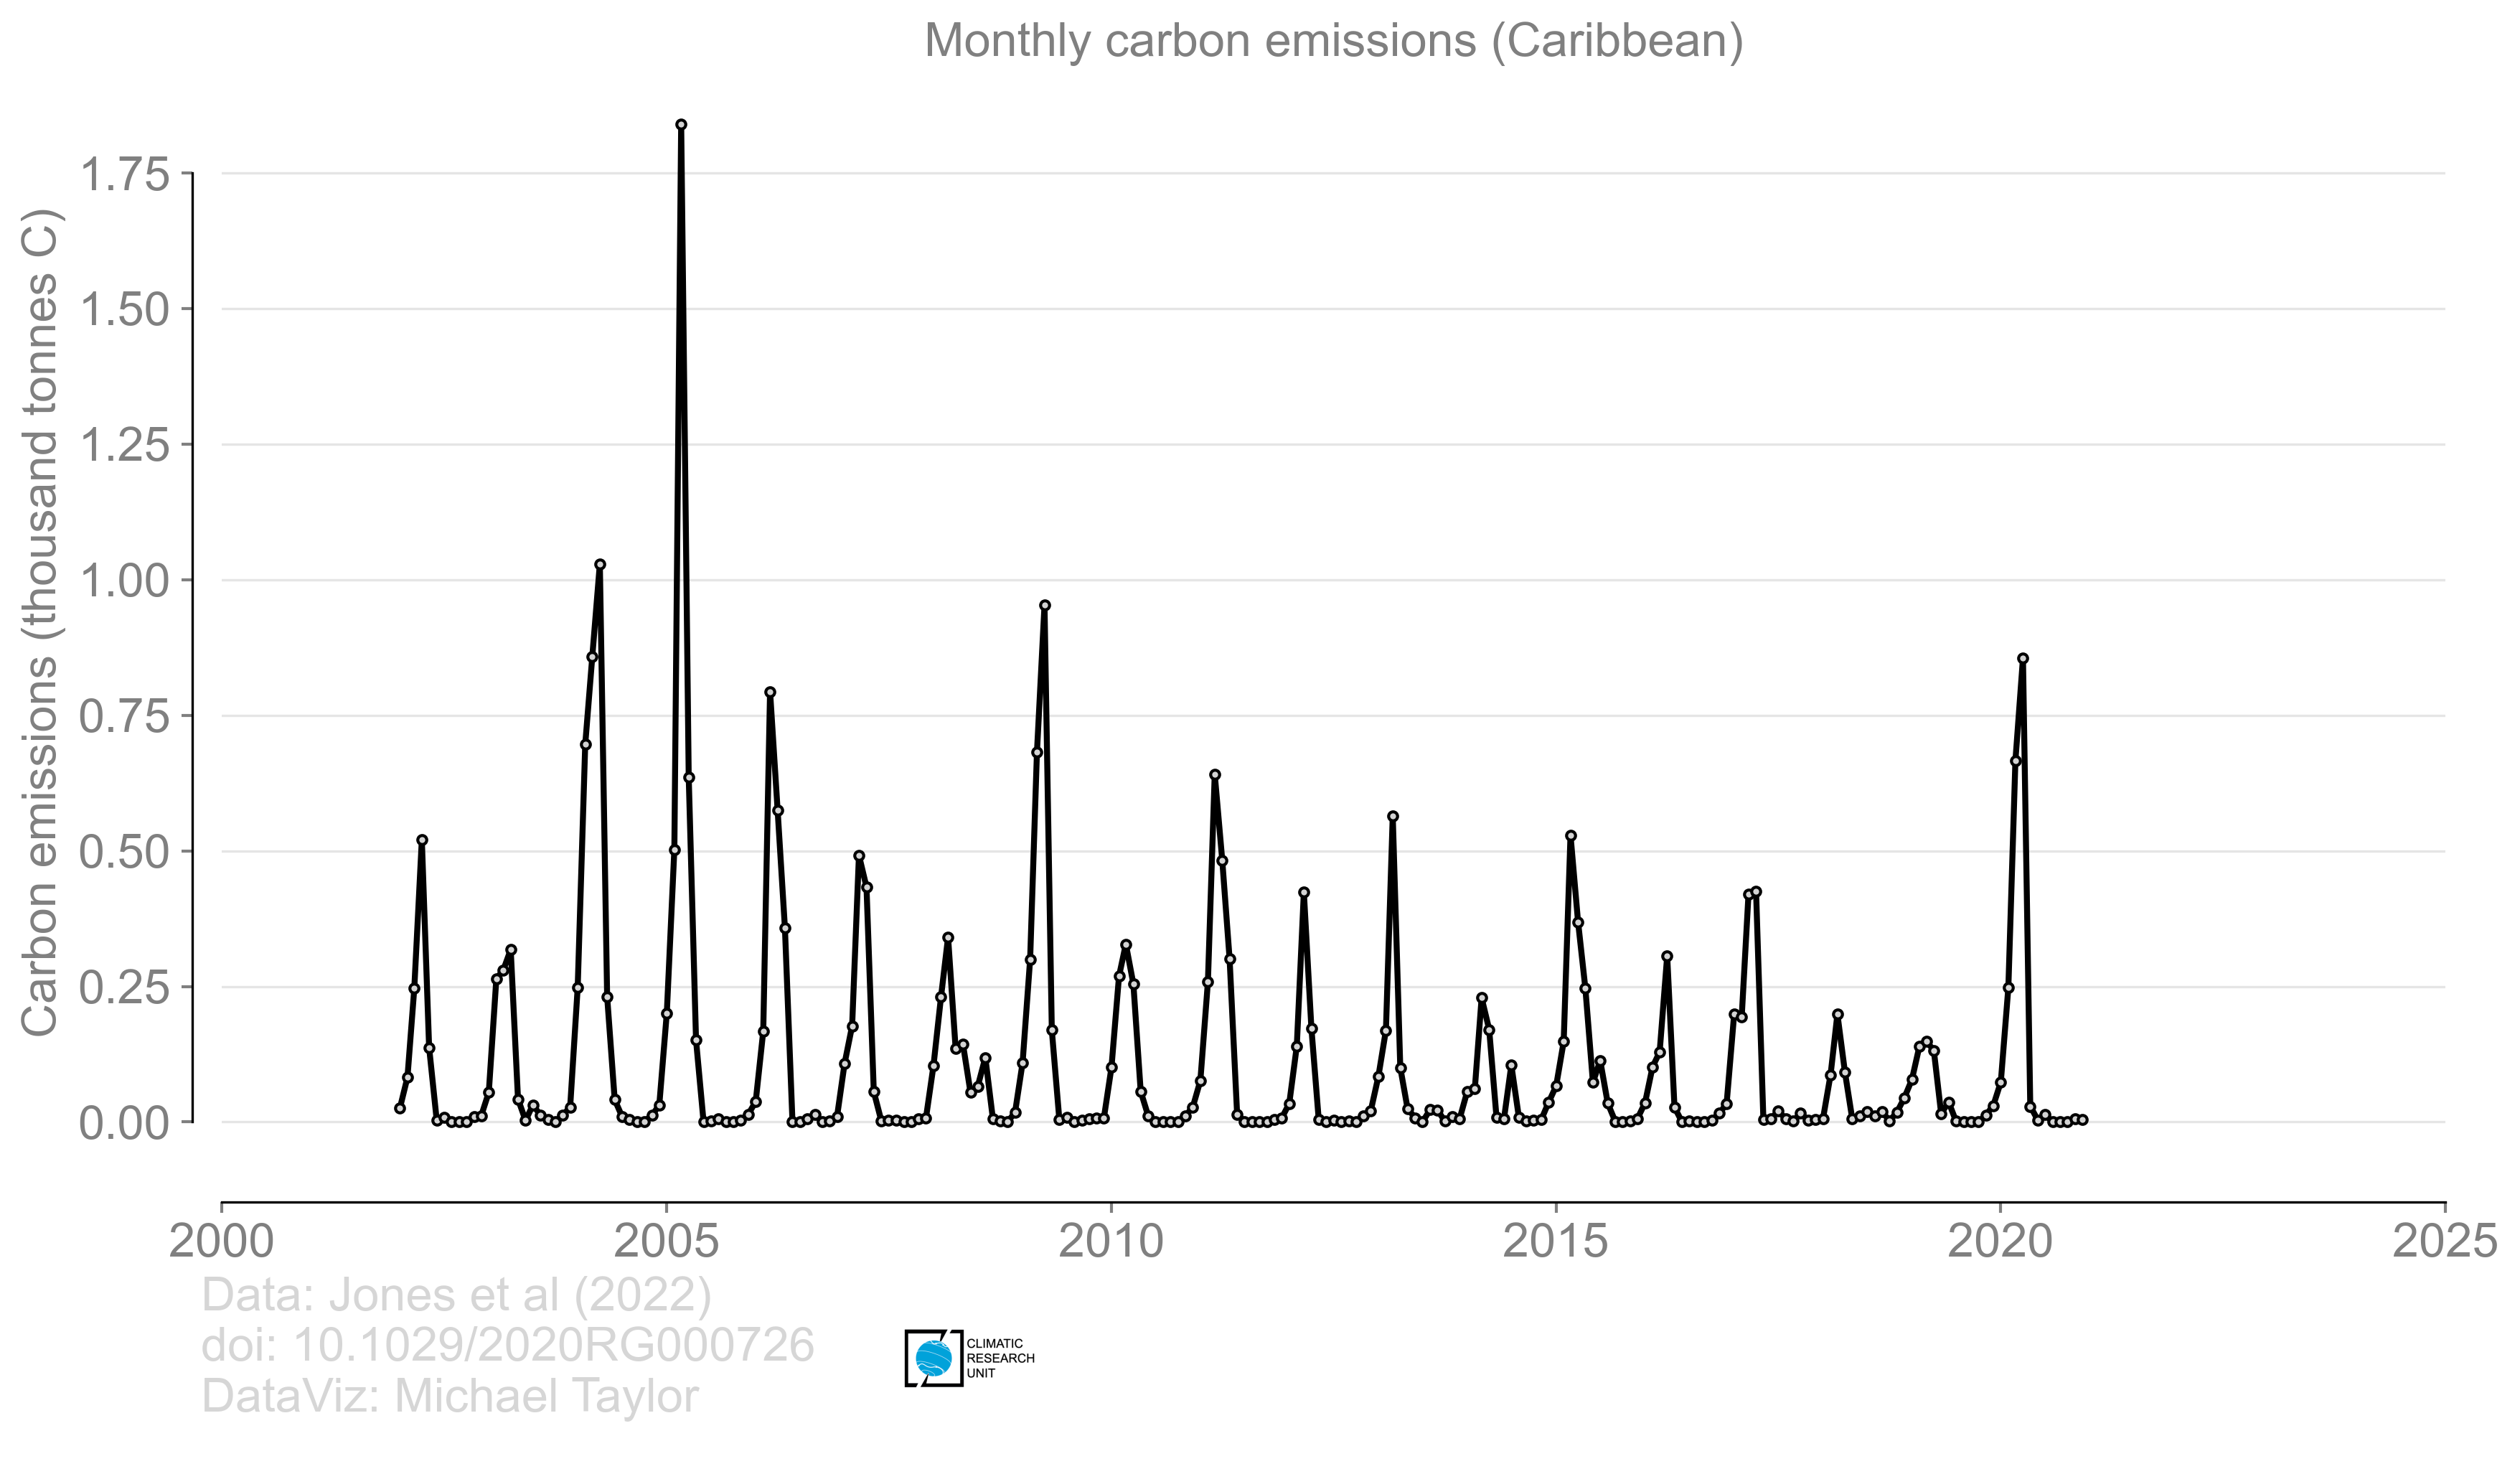 Monthly carbon emissions (Caribbean)
Carbon emissions (thousand tonnes C)
1.75
1.50
1.25
1.00
0.75
0.50
0.25
0.00
2000 2005 2010 2015 2020 2025
Data: Jones et al (2022)
doi: 10.1029/2020RG000726
DataViz: Michael Taylor
CLIMATIC
RESEARCH
UNIT